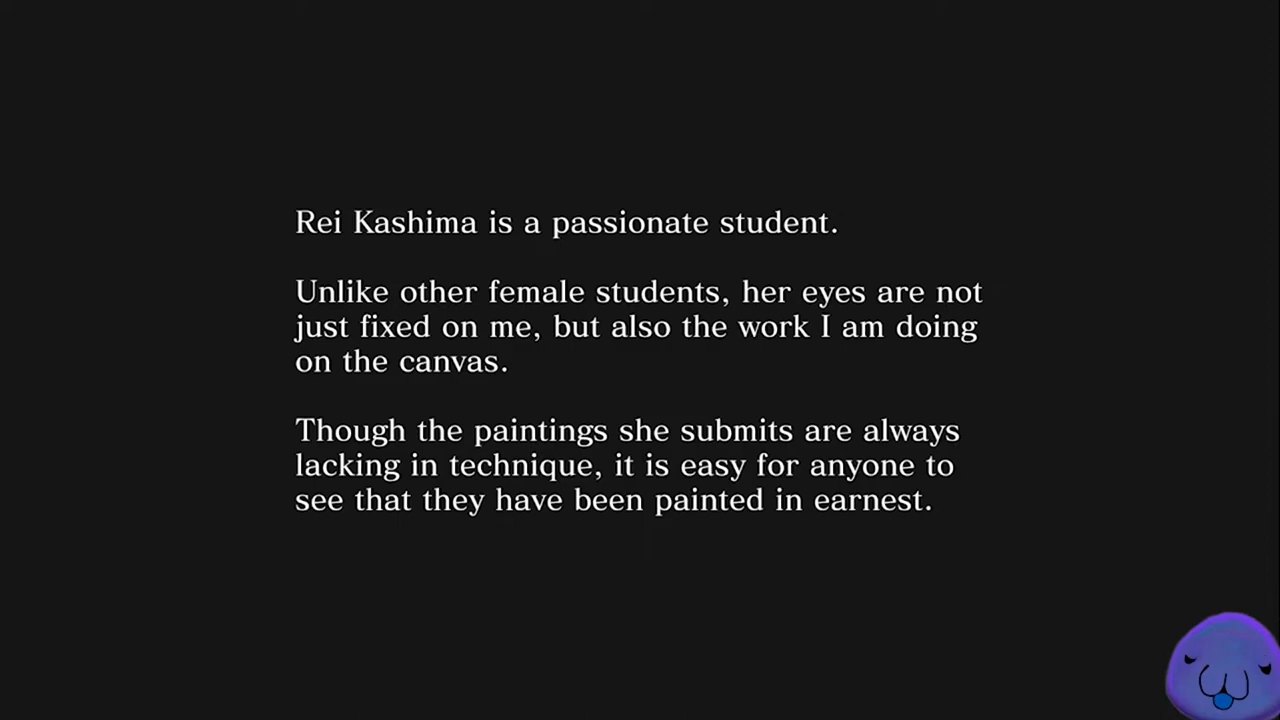 Rei Kashima is a passionate student.
Unlike other female students, her eyes are not
just fixed on me, but also the work I am doing
on the canvas.
Though the paintings she submits are always
lacking in technique, it is easy for anyone to
see that they have been painted in earnest.